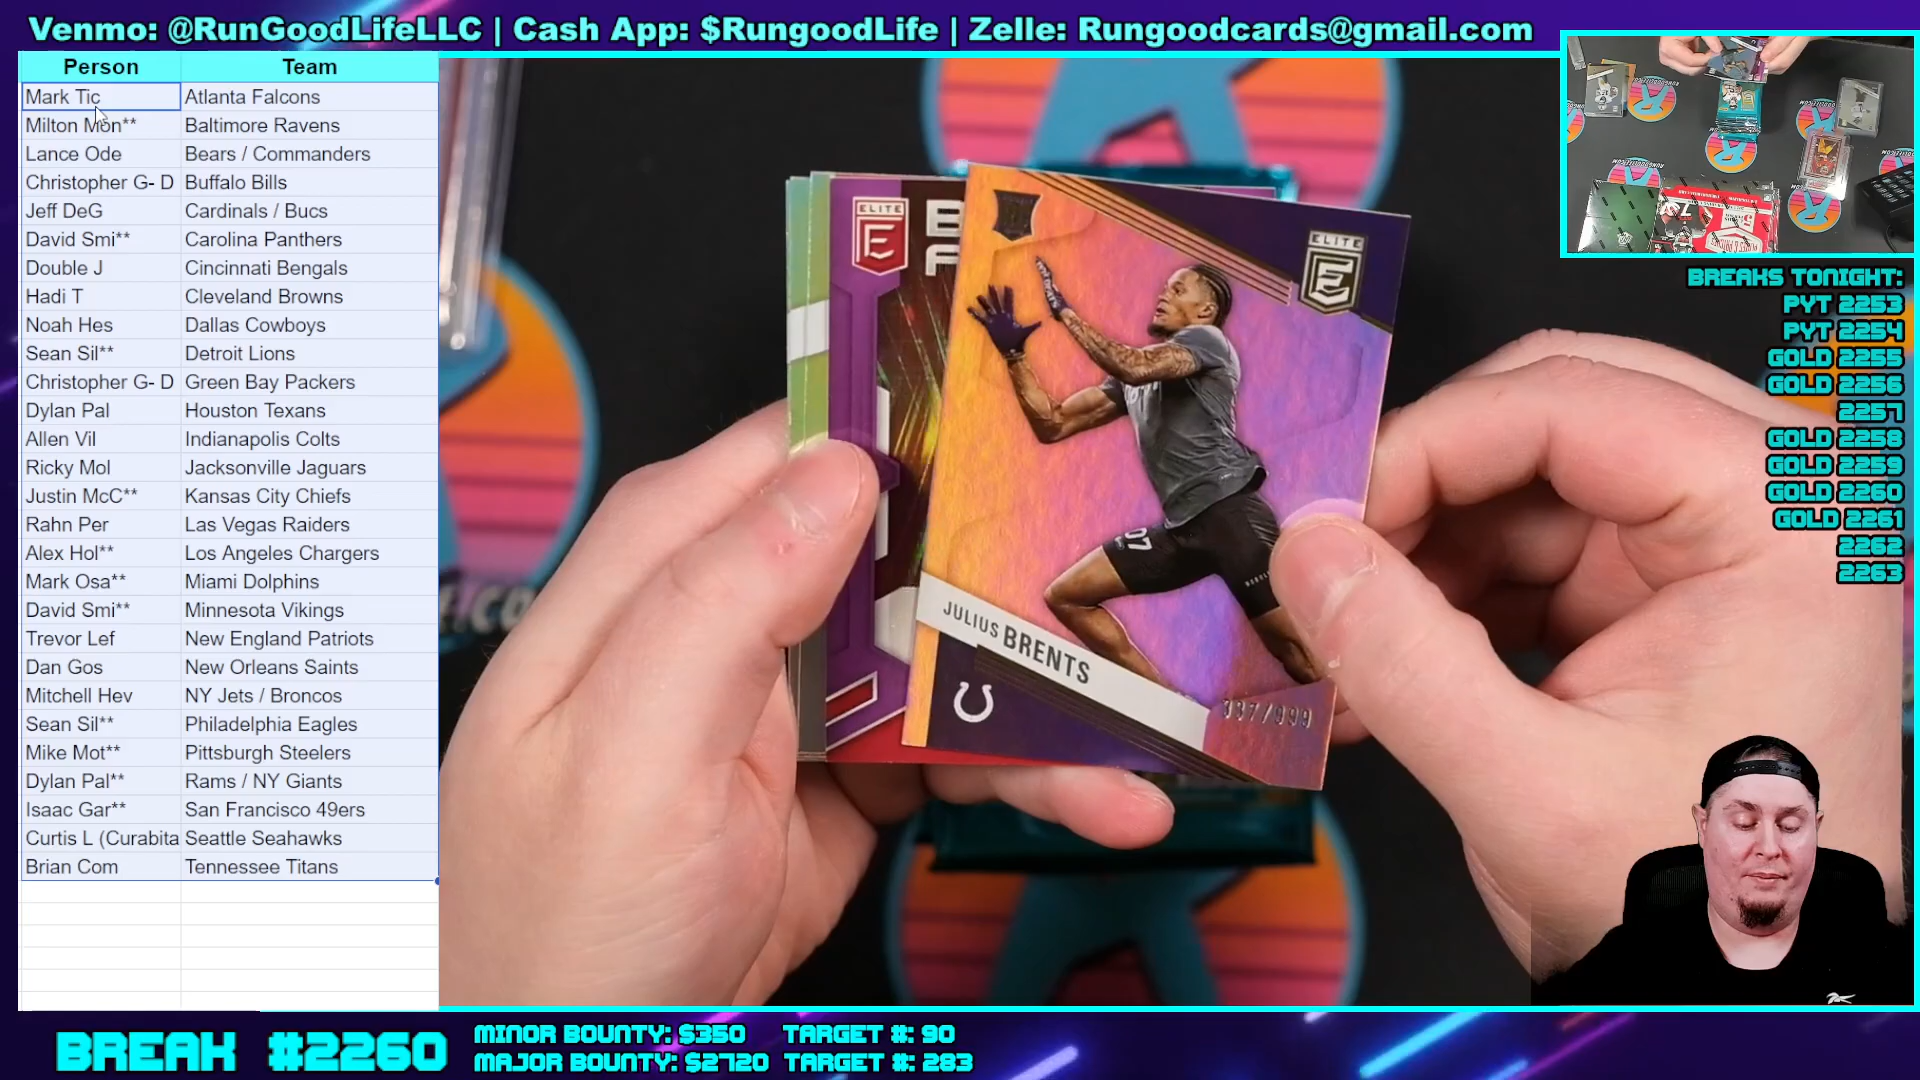 Venmo: @RunGoodLifeLLC | Cash App: $RungoodLife | Zelle: Rungoodcards@gmail.com
Person Team
Mark Tic Atlanta Falcons
Milton Mon** Baltimore Ravens
Lance Ode Bears / Commanders
Christopher G- D Buffalo Bills
Jeff DeG Cardinals / Bucs
David Smi** Carolina Panthers
Double J Cincinnati Bengals
Hadi T Cleveland Browns
Noah Hes Dallas Cowboys
Sean Sil** Detroit Lions
Christopher G- D Green Bay Packers
Dylan Pal Houston Texans
Allen Vil Indianapolis Colts
Ricky Mol Jacksonville Jaguars
Justin McC** Kansas City Chiefs
Rahn Per Las Vegas Raiders
Alex Hol** Los Angeles Chargers
Mark Osa** Miami Dolphins
David Smi** Minnesota Vikings
Trevor Lef New England Patriots
Dan Gos New Orleans Saints
Mitchell Hev NY Jets / Broncos
Sean Sil** Philadelphia Eagles
Mike Mot** Pittsburgh Steelers
Dylan Pal** Rams / NY Giants
Isaac Gar** San Francisco 49ers
Curtis L (Curabita Seattle Seahawks
Brian Com Tennessee Titans
ELITE
E
ELITE
E
07
JULIUS BRENTS
337/999
BREAKS TONIGHT:
PYT 2253
PYT 2254
GOLD 2255
GOLD 2256
2257
GOLD 2258
GOLD 2259
GOLD 2260
GOLD 2261
2262
2263
BREAK #2260
MINOR BOUNTY: $350 TARGET #: 90
MAJOR BOUNTY: $2720 TARGET #: 283